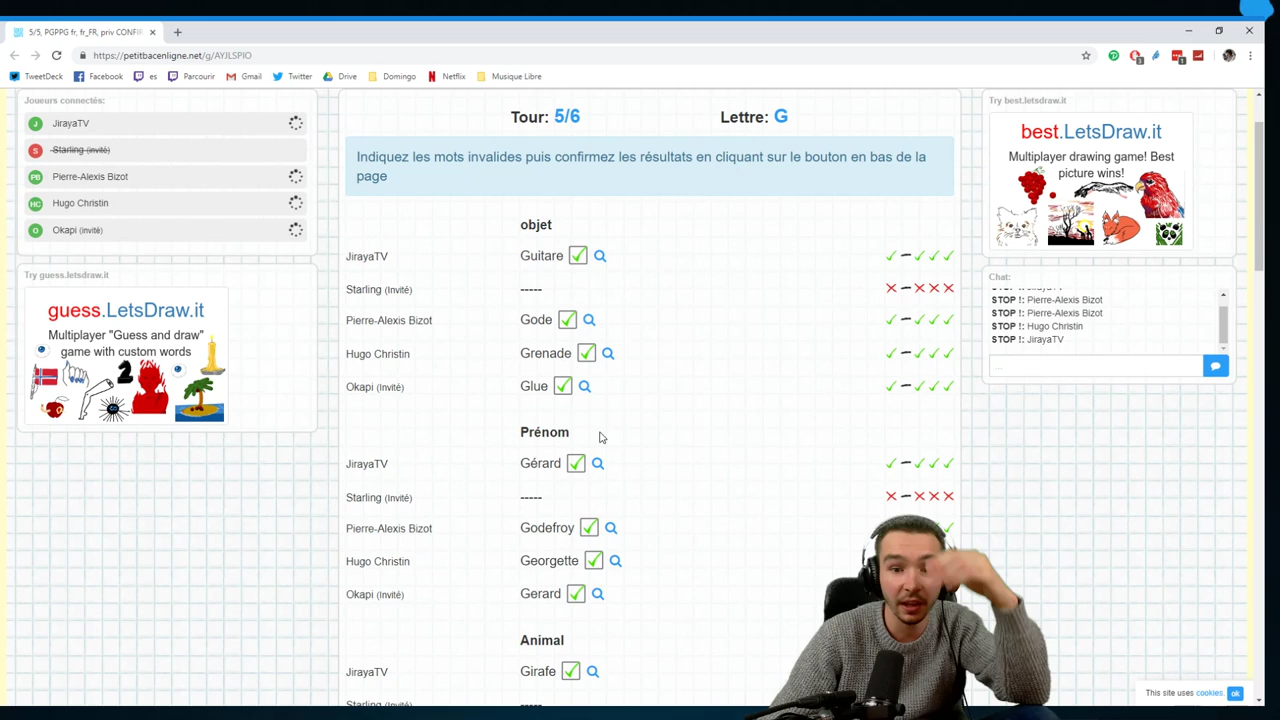 5/5, PGPPG fr, fr_FR, priv CONFI
https://petitbacenligne.net/g/AYJLSPIO
TweetDeck Facebook es Parcourir Gmail Twitter Drive Domingo Netflix Musique Libre
Joueurs connectés:
J JirayaTV
S Starling (invité)
PB Pierre-Alexis Bizot
HC Hugo Christin
O Okapi (invité)
Try guess.letsdraw.it
guess.LetsDraw.it
Multiplayer "Guess and draw"
game with custom words
Tour: 5/6 Lettre: G
Indiquez les mots invalides puis confirmez les résultats en cliquant sur le bouton en bas de la
page
objet
JirayaTV Guitare
Starling (Invité) -----
Pierre-Alexis Bizot Gode
Hugo Christin Grenade
Okapi (Invité) Glue
Prénom
JirayaTV Gérard
Starling (Invité) -----
Pierre-Alexis Bizot Godefroy
Hugo Christin Georgette
Okapi (Invité) Gerard
Animal
JirayaTV Girafe
Starling (Invité)
Try best.letsdraw.it
best.LetsDraw.it
Multiplayer drawing game! Best
picture wins!
Chat:
STOP !: JirayaTV
STOP !: Pierre-Alexis Bizot
STOP !: Pierre-Alexis Bizot
STOP !: Hugo Christin
STOP !: JirayaTV
This site uses cookies. ok